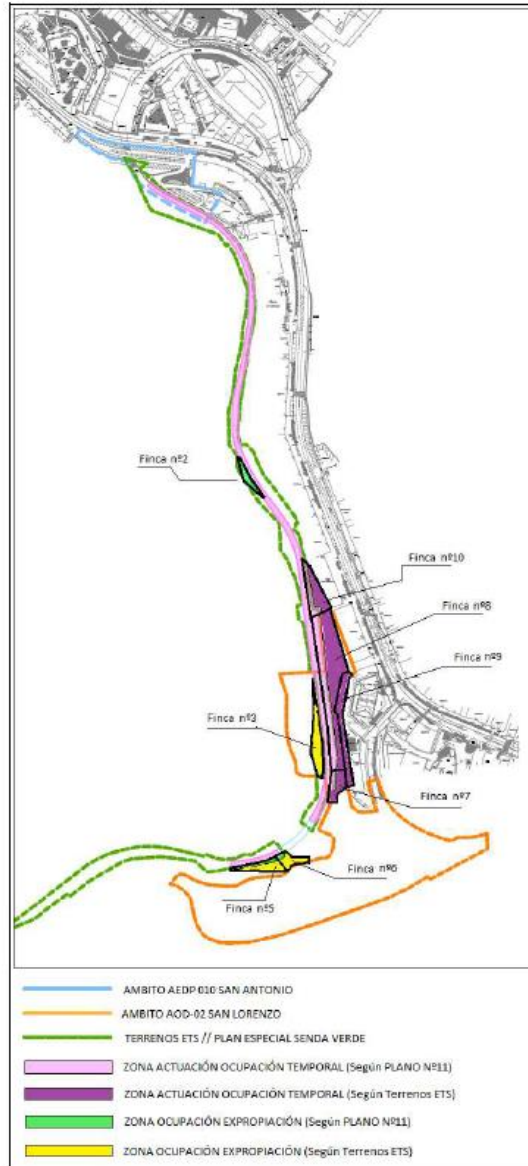 Finca nº2
Finca nº10
Finca nº8
Finca nº9
Finca nº3
Finca nº7
Finca nº6
Finca nº5
AMBITO AEDP 010 SAN ANTONIO
AMBITO AOD-02 SAN LORENZO
TERRENOS ETS // PLAN ESPECIAL SENDA VERDE
ZONA ACTUACIÓN OCUPACIÓN TEMPORAL (Según PLANO Nº11)
ZONA ACTUACIÓN OCUPACIÓN TEMPORAL (Según Terrenos ETS)
ZONA OCUPACIÓN EXPROPIACIÓN (Según PLANO Nº11)
ZONA OCUPACIÓN EXPROPIACIÓN (Según Terrenos ETS)